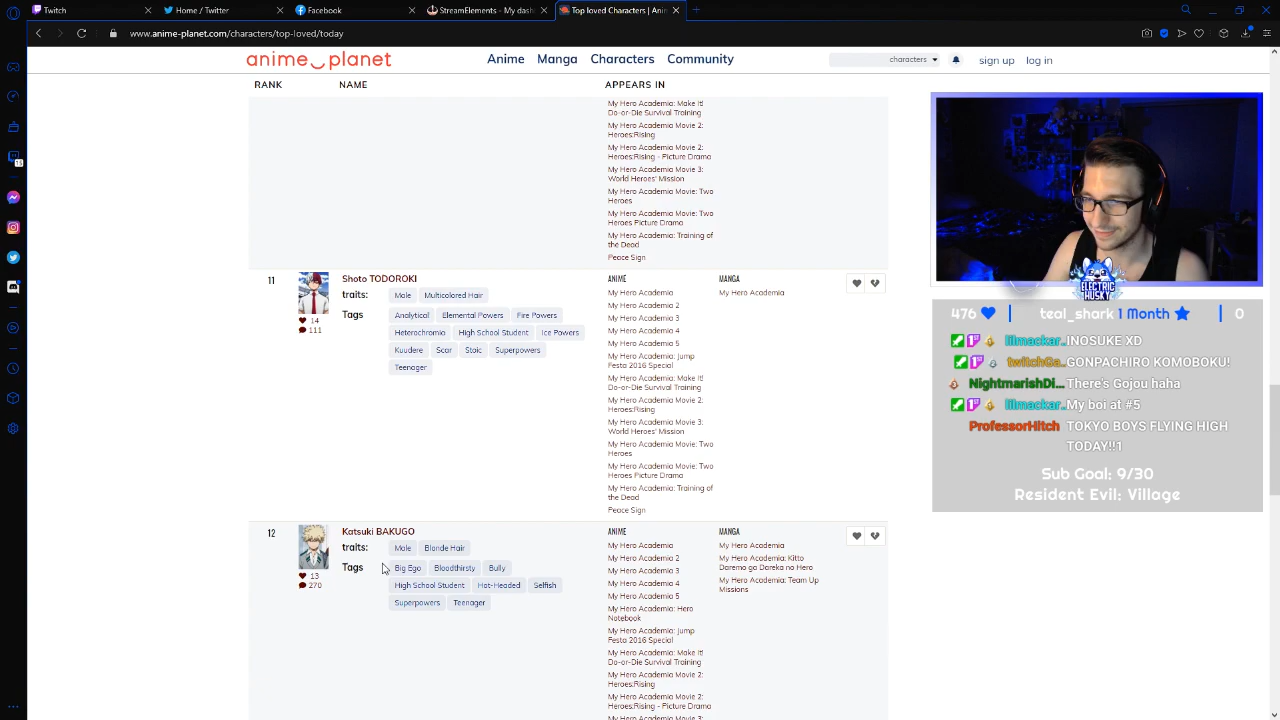 Twitch
Home / Twitter
Facebook
StreamElements - My dash
Top loved Characters | Ani
www.anime-planet.com/characters/top-loved/today
anime planet
Anime
Manga
Characters
Community
characters
sign up
log in
RANK
NAME
APPEARS IN
My Hero Academia: Make It!
Do-or-Die Survival Training
My Hero Academia Movie 2:
Heroes:Rising
My Hero Academia Movie 2:
Heroes:Rising - Picture Drama
My Hero Academia Movie 3:
World Heroes' Mission
My Hero Academia Movie: Two
Heroes
My Hero Academia Movie: Two
Heroes Picture Drama
My Hero Academia: Training of
the Dead
Peace Sign
11
Shoto TODOROKI
traits:
Male
Multicolored Hair
Tags
Analytical
Elemental Powers
Fire Powers
Heterochromia
High School Student
Ice Powers
Kuudere
Scar
Stoic
Superpowers
Teenager
14
111
ANIME
My Hero Academia
My Hero Academia 2
My Hero Academia 3
My Hero Academia 4
My Hero Academia 5
My Hero Academia: Jump
Festa 2016 Special
My Hero Academia: Make It!
Do-or-Die Survival Training
My Hero Academia Movie 2:
Heroes:Rising
My Hero Academia Movie 3:
World Heroes' Mission
My Hero Academia Movie: Two
Heroes
My Hero Academia Movie: Two
Heroes Picture Drama
My Hero Academia: Training of
the Dead
Peace Sign
MANGA
My Hero Academia
12
Katsuki BAKUGO
traits:
Male
Blonde Hair
Tags
Big Ego
Bloodthirsty
Bully
High School Student
Hot-Headed
Selfish
Superpowers
Teenager
13
270
ANIME
My Hero Academia
My Hero Academia 2
My Hero Academia 3
My Hero Academia 4
My Hero Academia 5
My Hero Academia: Hero
Notebook
My Hero Academia: Jump
Festa 2016 Special
My Hero Academia: Make It!
Do-or-Die Survival Training
My Hero Academia Movie 2:
Heroes:Rising
My Hero Academia Movie 2:
Heroes:Rising - Picture Drama
My Hero Academia Movie 3:
MANGA
My Hero Academia
My Hero Academia: Kitto
Daremo ga Dareka no Hero
My Hero Academia: Team Up
Missions
ELECTRIC
HUSKY
476
teal_shark 1 Month
0
lilmackar.. INOSUKE XD
twitchGa.. GONPACHIRO KOMOBOKU!
NightmarishDi... There's Gojou haha
lilmackar.. My boi at #5
ProfessorHitch TOKYO BOYS FLYING HIGH
TODAY!!1
Sub Goal: 9/30
Resident Evil: Village